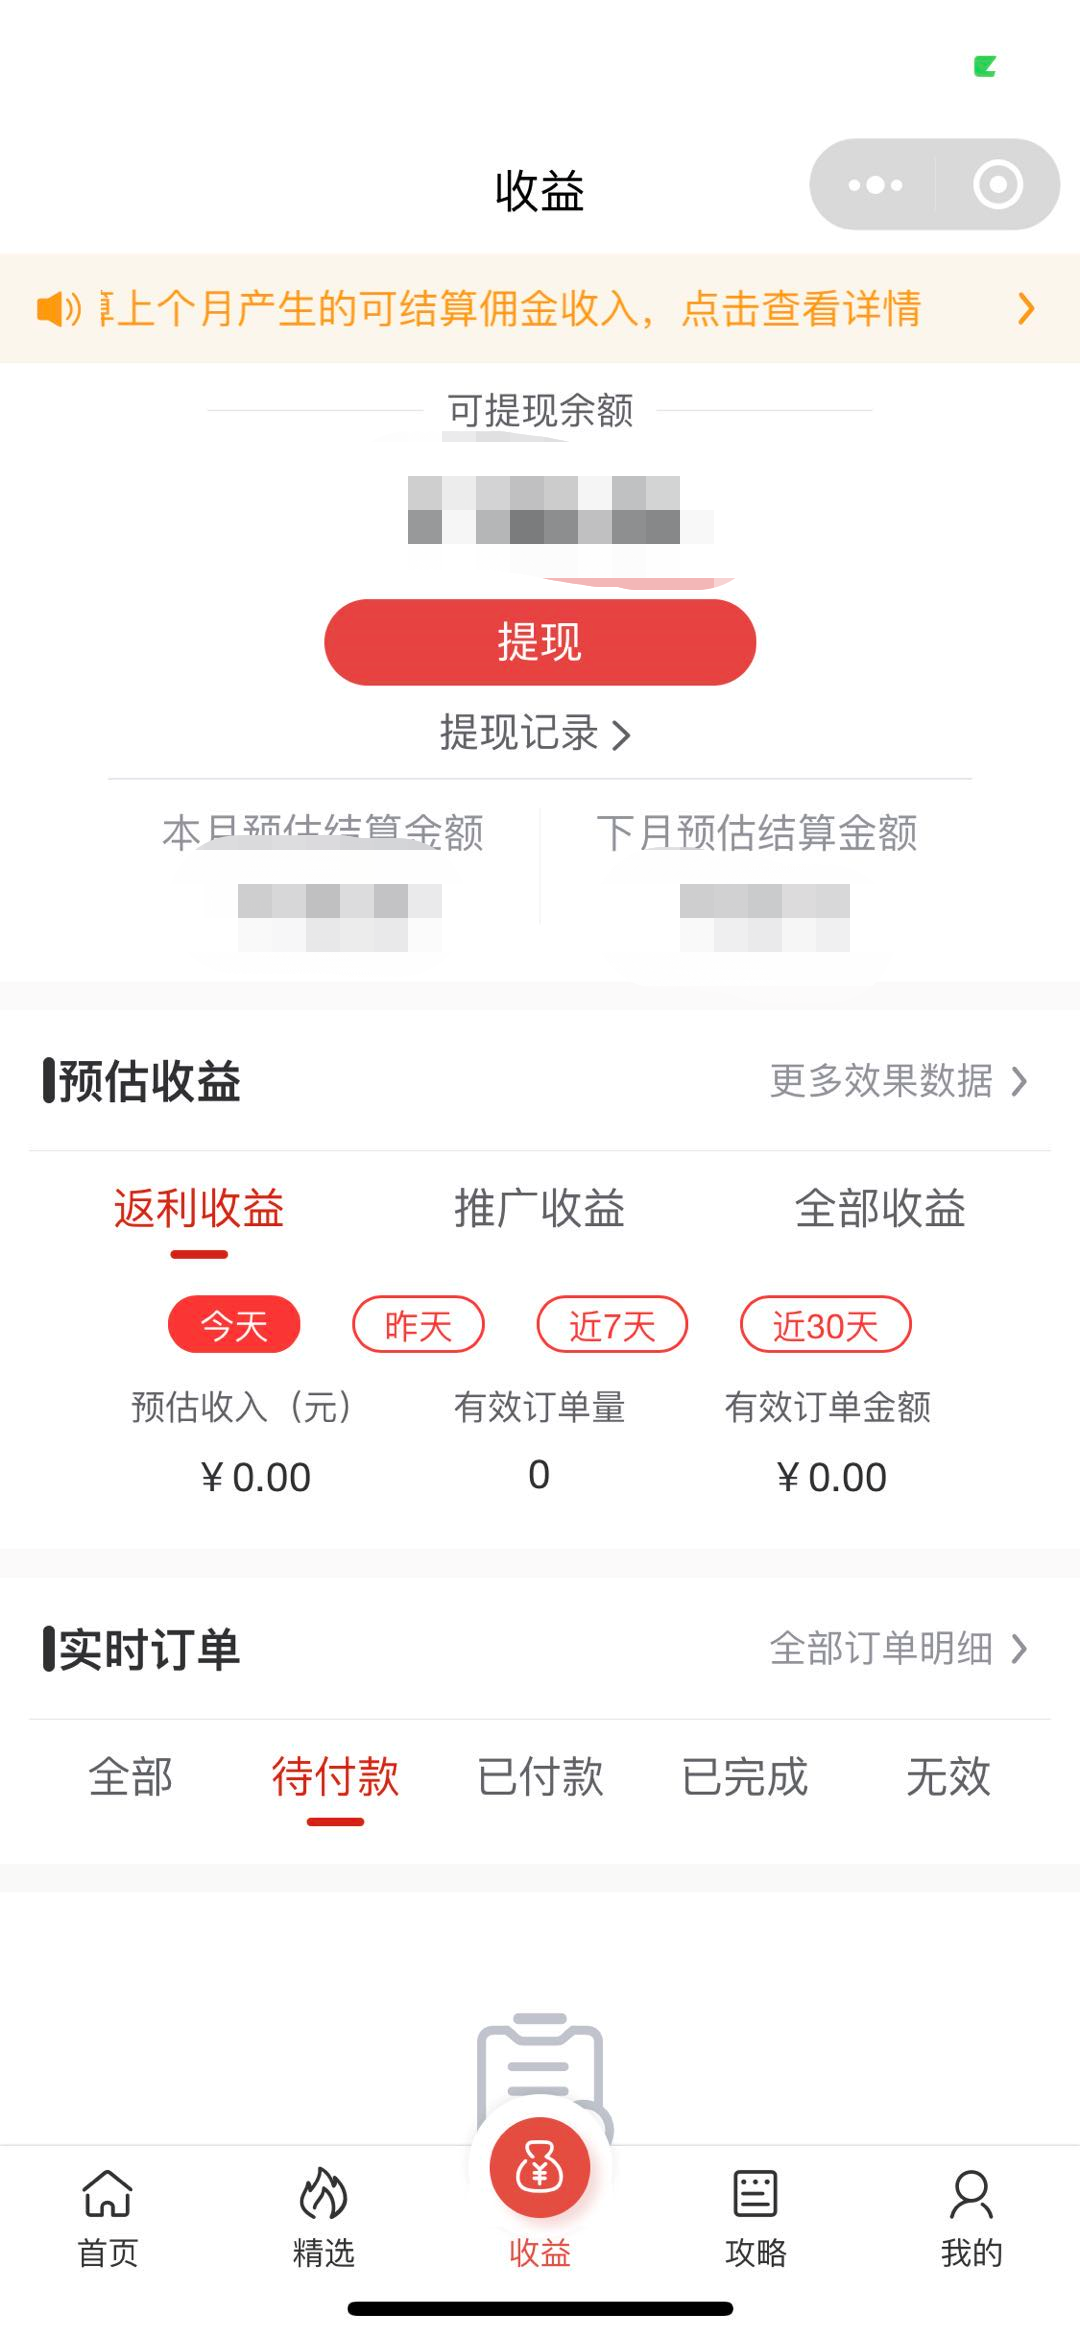 收益
上个月产生的可结算佣金收入，点击查看详情
可提现余额
提现
提现记录
本月预估结算金额
下月预估结算金额
预估收益
更多效果数据
返利收益 推广收益 全部收益
今天 昨天 近7天 近30天
预估收入（元） 有效订单量 有效订单金额
¥0.00 0 ¥0.00
实时订单
全部订单明细
全部 待付款 已付款 已完成 无效
首页 精选 收益 攻略 我的